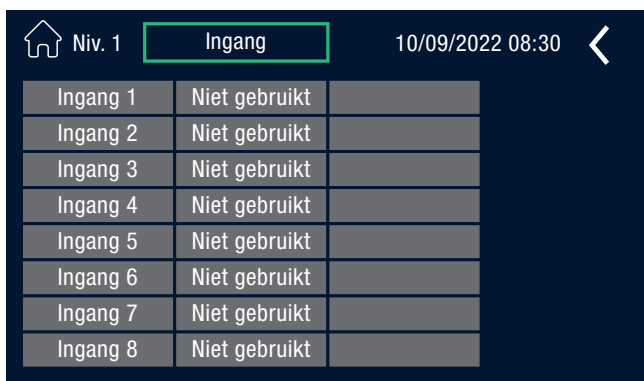 Niv. 1 Ingang 10/09/2022 08:30
Ingang 1 Niet gebruikt
Ingang 2 Niet gebruikt
Ingang 3 Niet gebruikt
Ingang 4 Niet gebruikt
Ingang 5 Niet gebruikt
Ingang 6 Niet gebruikt
Ingang 7 Niet gebruikt
Ingang 8 Niet gebruikt